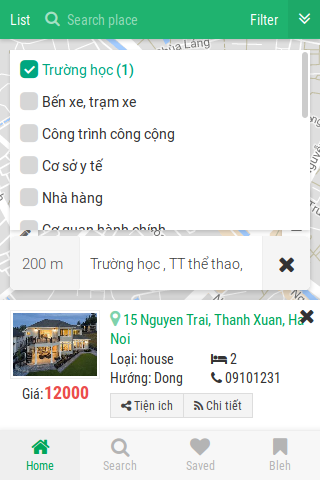 List Search place Filter
hùa Láng
Trường học (1)
Bến xe, trạm xe
Công trình công cộng
Cơ sở y tế
Nhà hàng
Cơ quan hành chính
200 m Trường học , TT thể thao,
15 Nguyen Trai, Thanh Xuan, Ha
Noi
Loại: house 2
Hướng: Dong 09101231
Giá:12000
Tiện ích Chi tiết
Home Search Saved Bleh